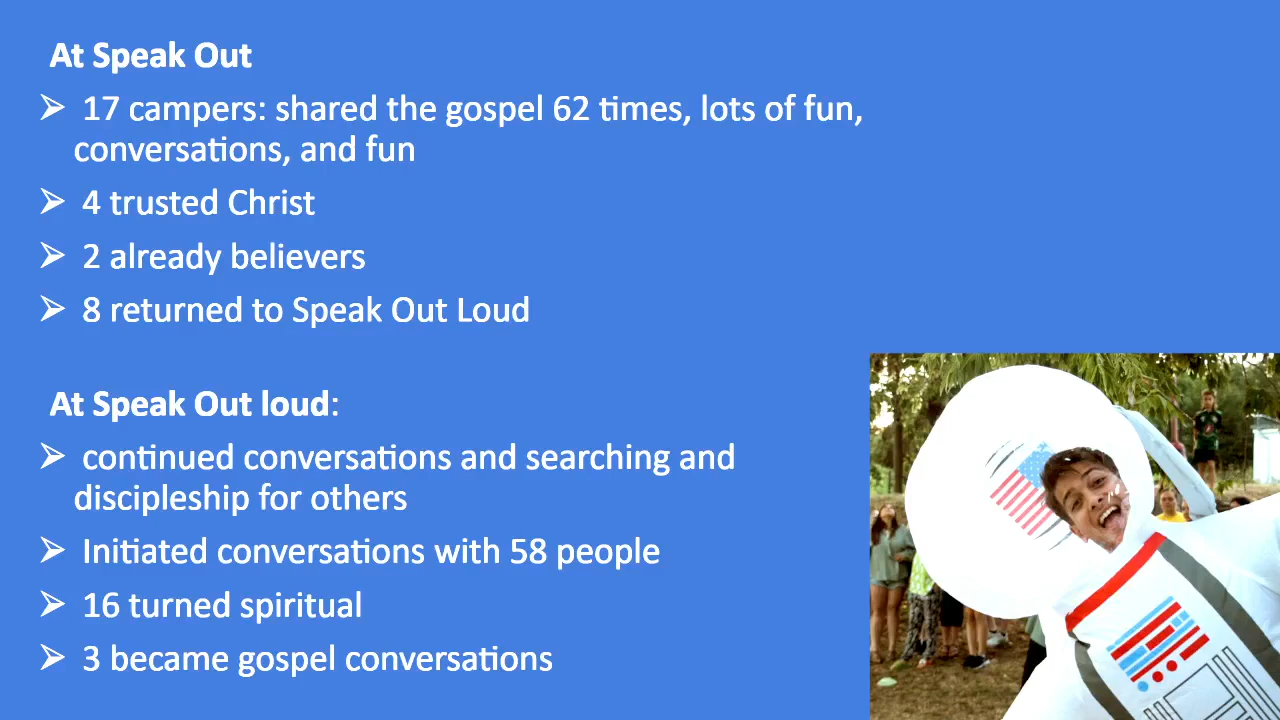 At Speak Out
➢ 17 campers: shared the gospel 62 times, lots of fun,
conversations, and fun
➢ 4 trusted Christ
➢ 2 already believers
➢ 8 returned to Speak Out Loud
At Speak Out loud:
➢ continued conversations and searching and
discipleship for others
➢ Initiated conversations with 58 people
➢ 16 turned spiritual
➢ 3 became gospel conversations